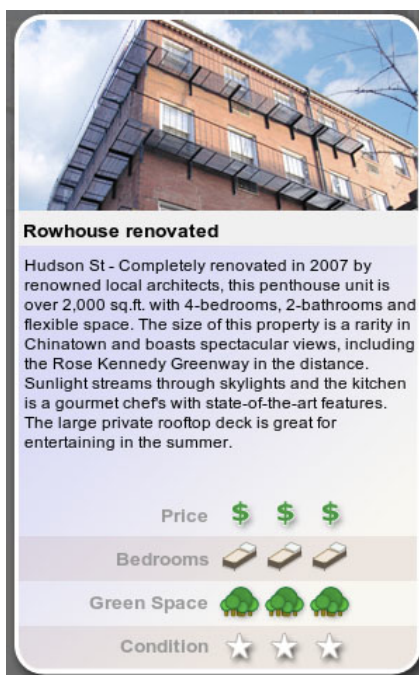 Rowhouse renovated
Hudson St - Completely renovated in 2007 by
renowned local architects, this penthouse unit is
over 2,000 sq.ft. with 4-bedrooms, 2-bathrooms and
flexible space. The size of this property is a rarity in
Chinatown and boasts spectacular views, including
the Rose Kennedy Greenway in the distance.
Sunlight streams through skylights and the kitchen
is a gourmet chef's with state-of-the-art features.
The large private rooftop deck is great for
entertaining in the summer.
Price $ $ $
Bedrooms
Green Space
Condition